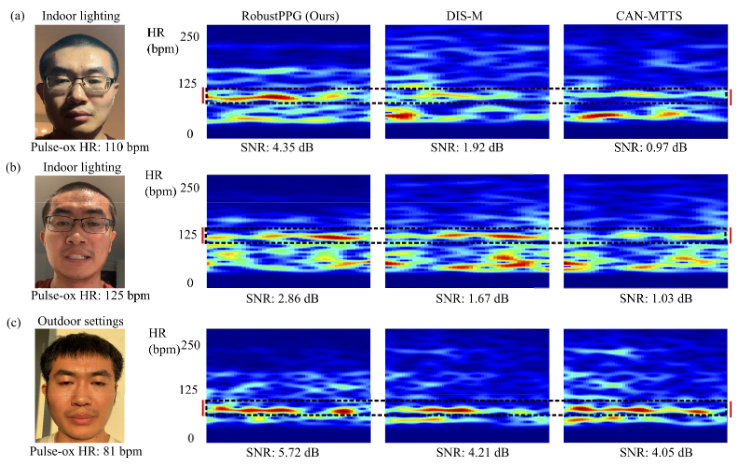 (a) Indoor lighting HR (bpm) RobustPPG (Ours) DIS-M CAN-MTTS
250
125
0
Pulse-ox HR: 110 bpm SNR: 4.35 dB SNR: 1.92 dB SNR: 0.97 dB
(b) Indoor lighting HR (bpm)
250
125
0
Pulse-ox HR: 125 bpm SNR: 2.86 dB SNR: 1.67 dB SNR: 1.03 dB
(c) Outdoor settings HR (bpm)
250
125
0
Pulse-ox HR: 81 bpm SNR: 5.72 dB SNR: 4.21 dB SNR: 4.05 dB